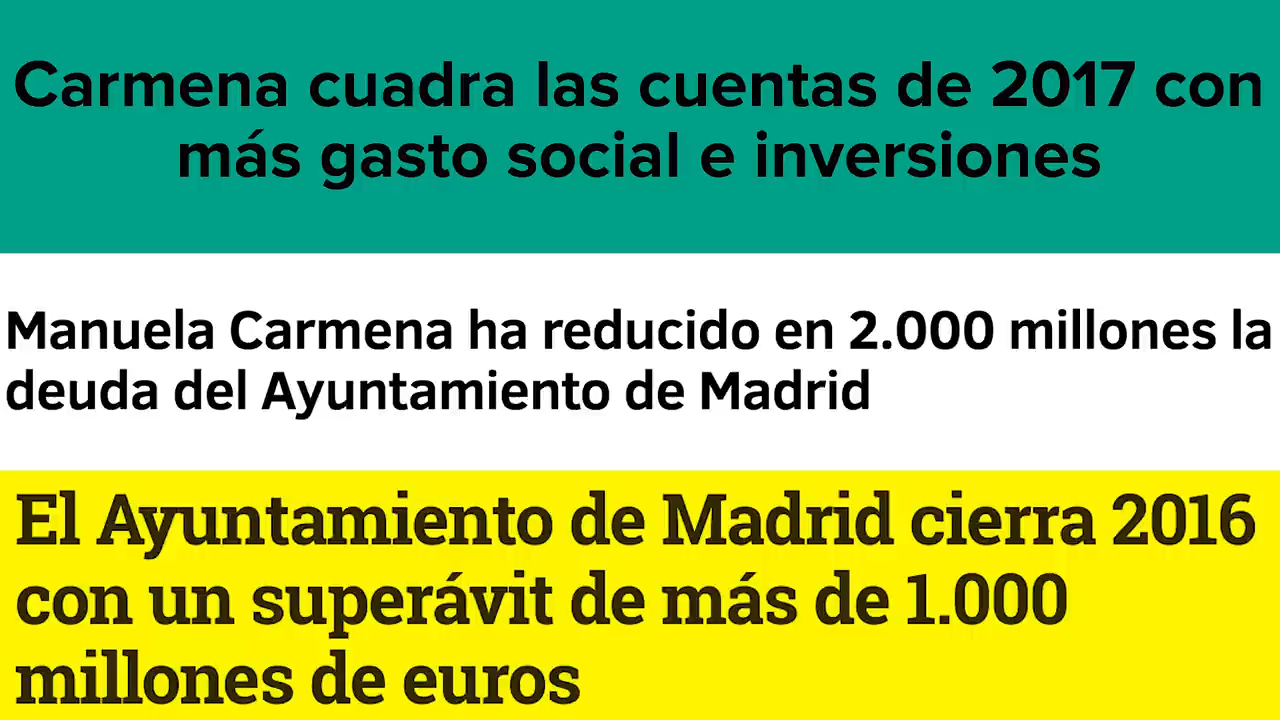 Carmena cuadra las cuentas de 2017 con
más gasto social e inversiones
Manuela Carmena ha reducido en 2.000 millones la
deuda del Ayuntamiento de Madrid
El Ayuntamiento de Madrid cierra 2016
con un superávit de más de 1.000
millones de euros